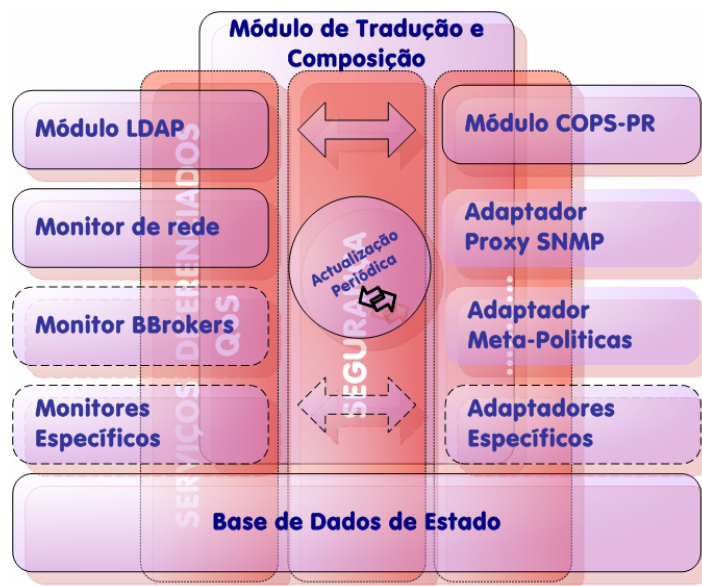 Módulo de Tradução e
Composição
Módulo LDAP
Módulo COPS-PR
Monitor de rede
Adaptador
Proxy SNMP
Actualização
Periódica
Monitor BBrokers
Adaptador
Meta-Politicas
Monitores
Específicos
Adaptadores
Específicos
Base de Dados de Estado
SERVIÇOS DIFERENCIADOS
QoS
SEGURANÇA
............